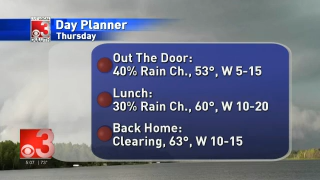 3
Day Planner
Thursday
Out The Door:
40% Rain Ch., 53°, W 5-15
Lunch:
30% Rain Ch., 60°, W 10-20
Back Home:
Clearing, 63°, W 10-15
3